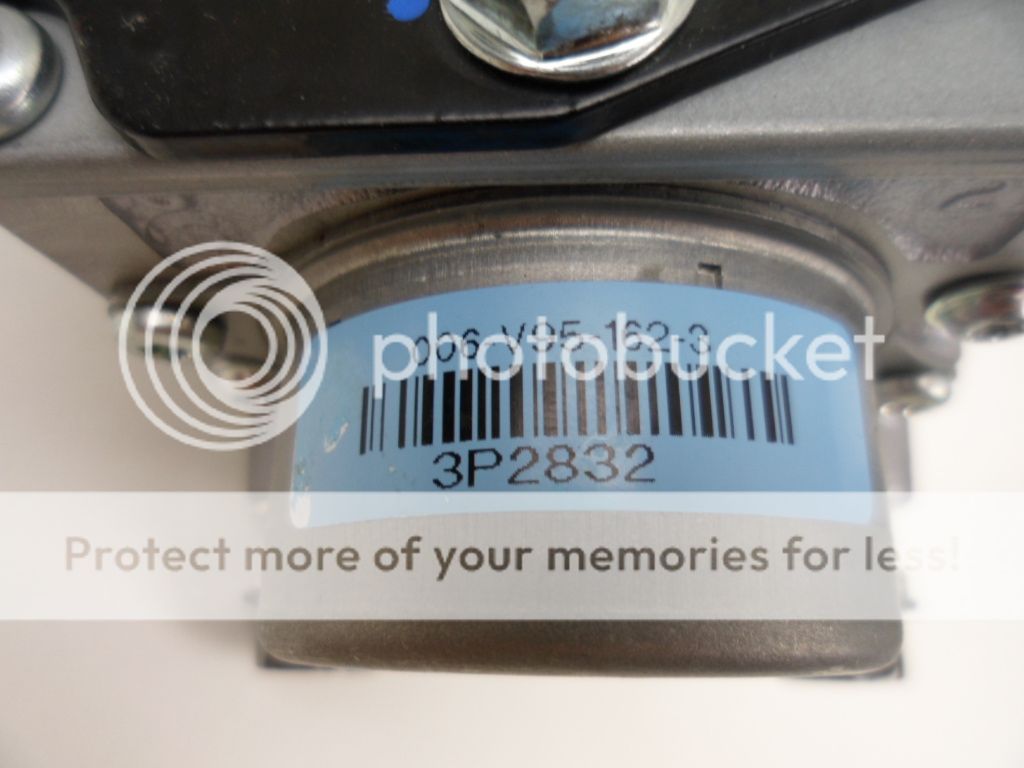 006-V95-162-3
photobucket
3P2832
Protect more of your memories for less!